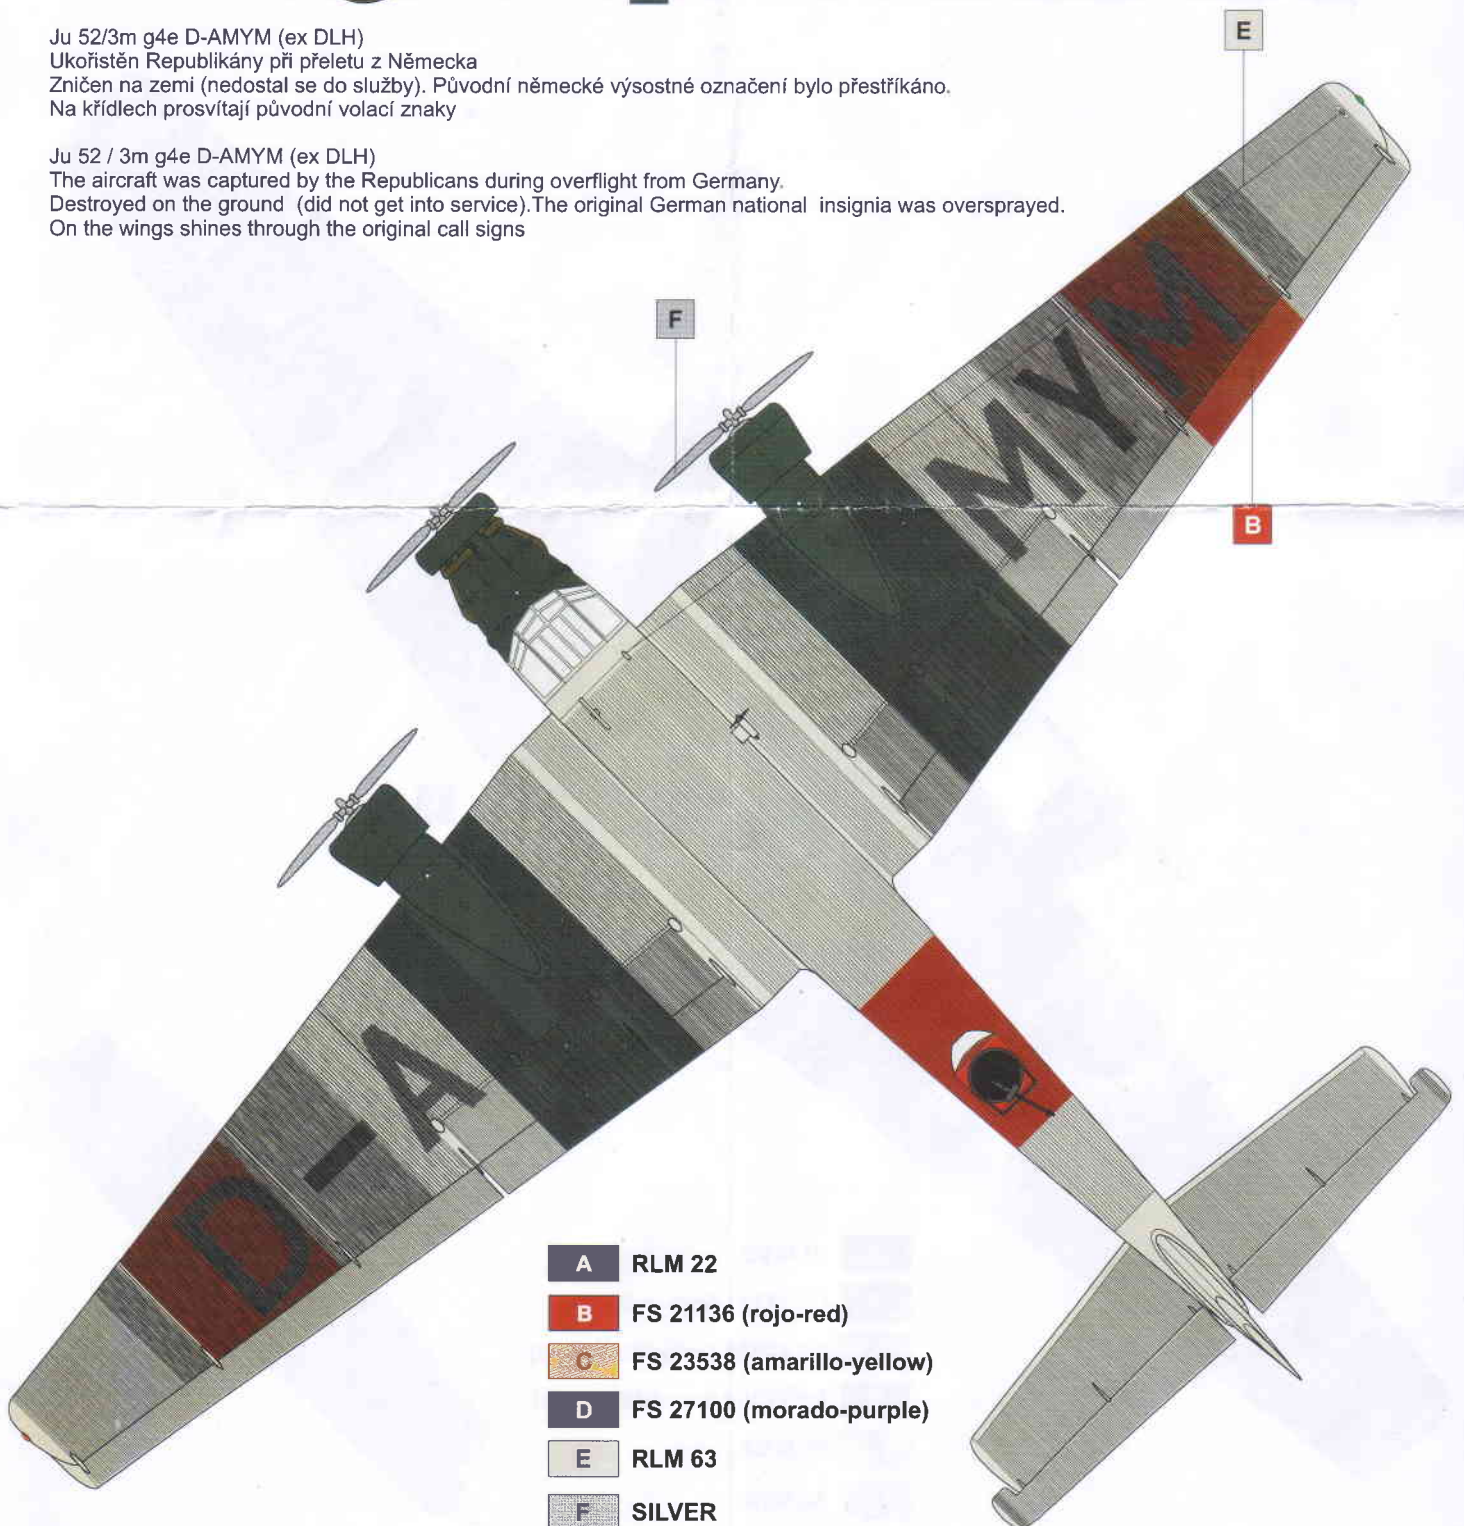 Ju 52/3m g4e D-AMYM (ex DLH)
Ukořistěn Republikány při přeletu z Německa
Zničen na zemi (nedostal se do služby). Původní německé výsostné označení bylo přestříkáno.
Na křídlech prosvítají původní volací znaky
Ju 52 / 3m g4e D-AMYM (ex DLH)
The aircraft was captured by the Republicans during overflight from Germany.
Destroyed on the ground (did not get into service).The original German national insignia was oversprayed.
On the wings shines through the original call signs
E
F
B
D-A
MYM
A RLM 22
B FS 21136 (rojo-red)
C FS 23538 (amarillo-yellow)
D FS 27100 (morado-purple)
E RLM 63
F SILVER